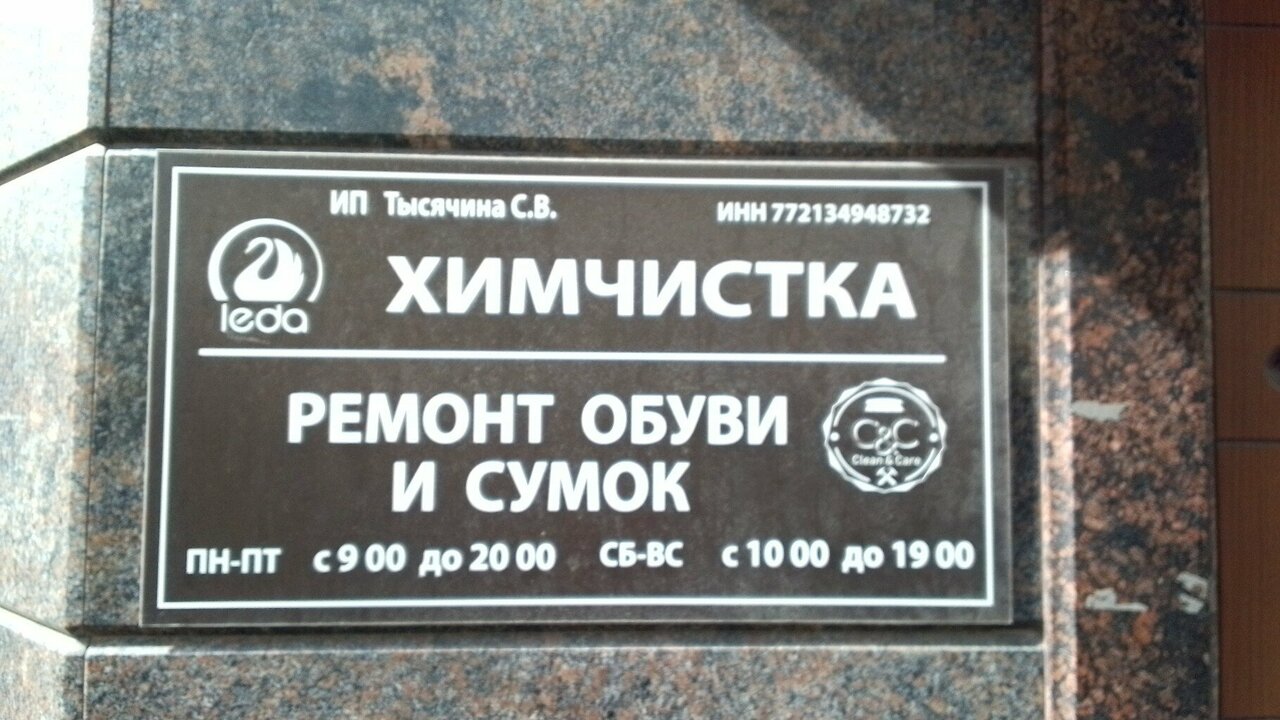 ИП Тысячина С.В. ИНН 772134948732
leda
ХИМЧИСТКА
РЕМОНТ ОБУВИ
И СУМОК
C&C
Clean & Care
ПН-ПТ с 9 00 до 20 00 СБ-ВС с 10 00 до 19 00